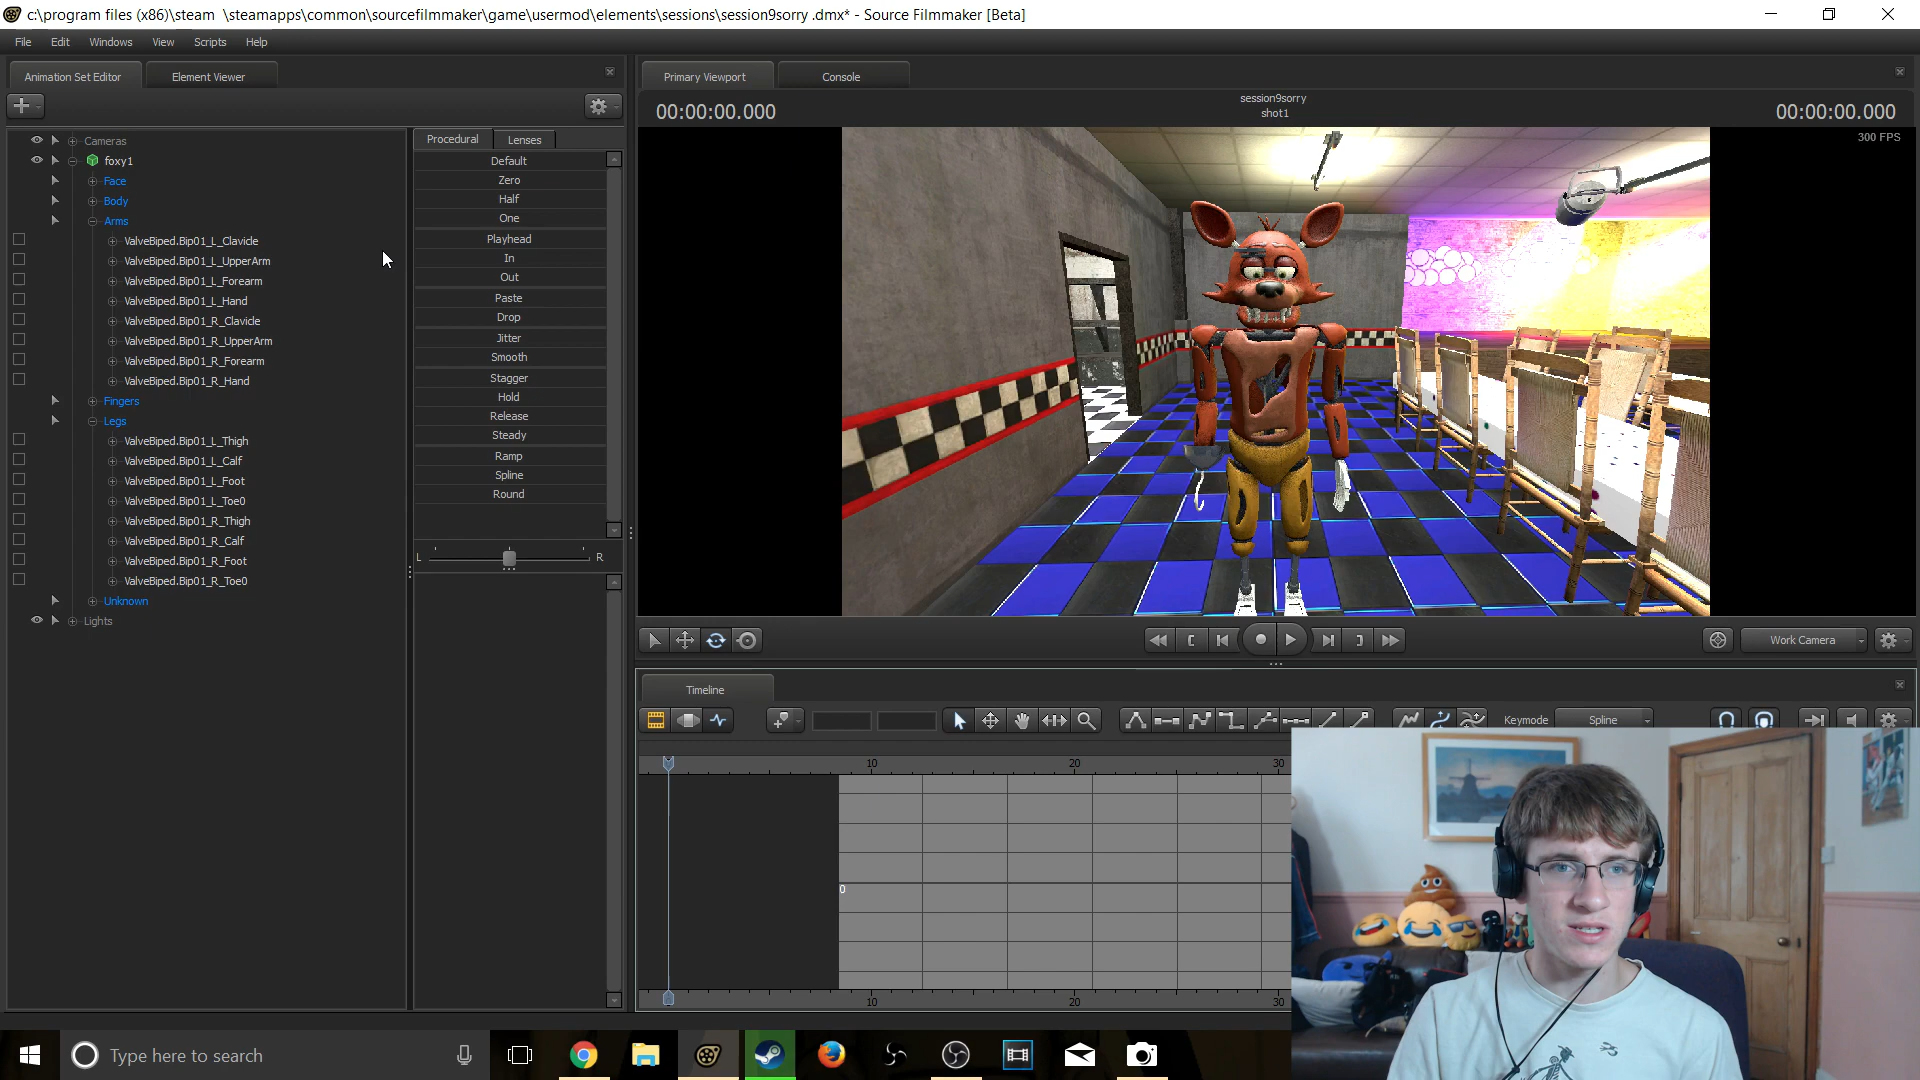 c:\program files (x86)\steam \steamapps\common\sourcefilmmaker\game\usermod\elements\sessions\session9sorry .dmx* - Source Filmmaker [Beta]
File Edit Windows View Scripts Help
Animation Set Editor
Element Viewer
Cameras
foxy1
Face
Body
Arms
ValveBiped.Bip01_L_Clavicle
ValveBiped.Bip01_L_UpperArm
ValveBiped.Bip01_L_Forearm
ValveBiped.Bip01_L_Hand
ValveBiped.Bip01_R_Clavicle
ValveBiped.Bip01_R_UpperArm
ValveBiped.Bip01_R_Forearm
ValveBiped.Bip01_R_Hand
Fingers
Legs
ValveBiped.Bip01_L_Thigh
ValveBiped.Bip01_L_Calf
ValveBiped.Bip01_L_Foot
ValveBiped.Bip01_L_Toe0
ValveBiped.Bip01_R_Thigh
ValveBiped.Bip01_R_Calf
ValveBiped.Bip01_R_Foot
ValveBiped.Bip01_R_Toe0
Unknown
Lights
Procedural
Lenses
Default
Zero
Half
One
Playhead
In
Out
Paste
Drop
Jitter
Smooth
Stagger
Hold
Release
Steady
Ramp
Spline
Round
L
R
Primary Viewport
Console
00:00:00.000
session9sorry
shot1
00:00:00.000
300 FPS
Work Camera
Timeline
Keymode
Spline
10 20 30
0
10 20 30
Type here to search